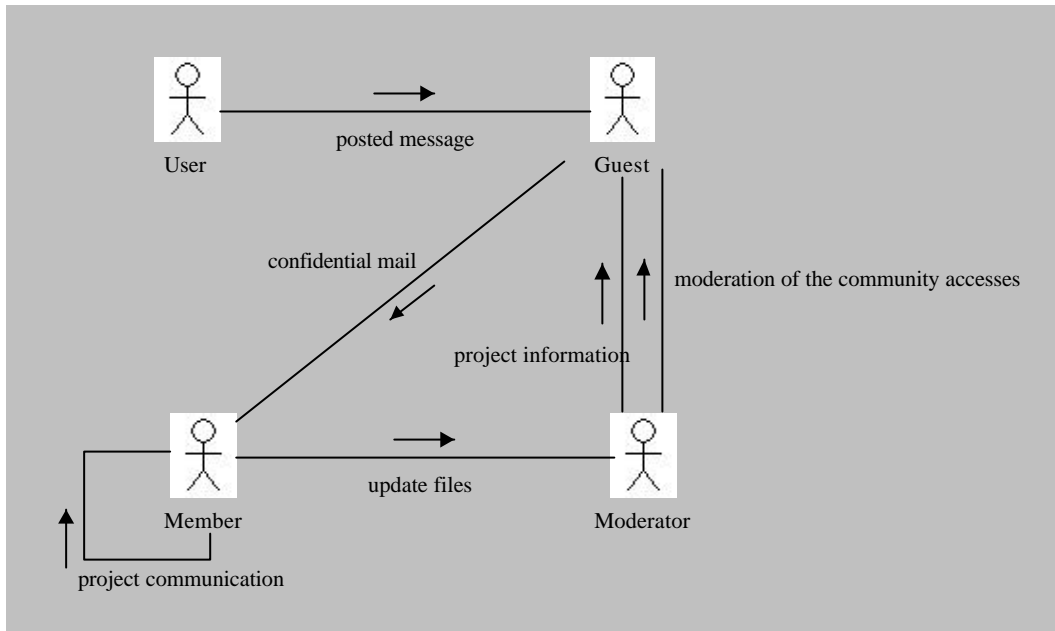 posted message
User
Guest
confidential mail
moderation of the community accesses
project information
update files
Member
Moderator
project communication